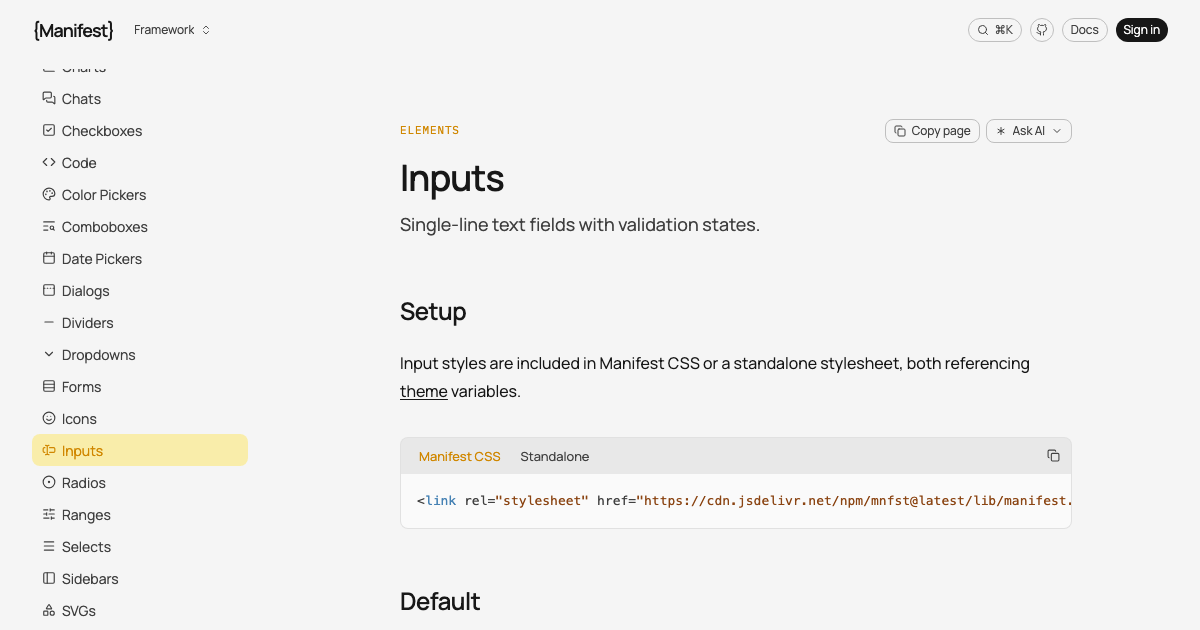 {Manifest} Framework
⌘K Docs Sign in
Charts
Chats
Checkboxes
Code
Color Pickers
Comboboxes
Date Pickers
Dialogs
Dividers
Dropdowns
Forms
Icons
Inputs
Radios
Ranges
Selects
Sidebars
SVGs
ELEMENTS
Copy page Ask AI
Inputs
Single-line text fields with validation states.
Setup
Input styles are included in Manifest CSS or a standalone stylesheet, both referencing
theme variables.
Manifest CSS Standalone
<link rel="stylesheet" href="https://cdn.jsdelivr.net/npm/mnfst@latest/lib/manifest.
Default